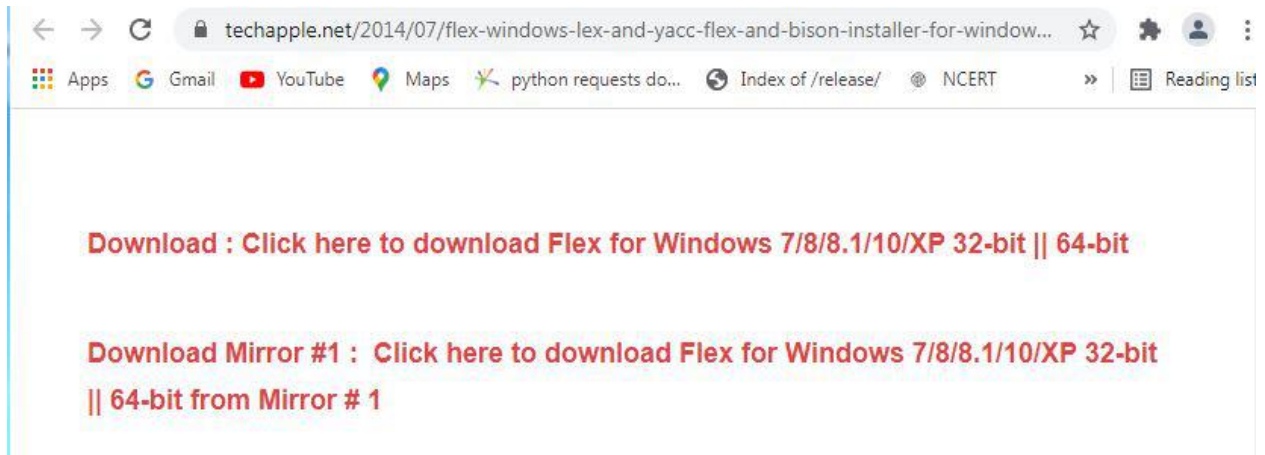 techapple.net/2014/07/flex-windows-lex-and-yacc-flex-and-bison-installer-for-window...
Apps Gmail YouTube Maps python requests do... Index of /release/ NCERT » Reading list
Download : Click here to download Flex for Windows 7/8/8.1/10/XP 32-bit || 64-bit
Download Mirror #1 : Click here to download Flex for Windows 7/8/8.1/10/XP 32-bit
|| 64-bit from Mirror # 1